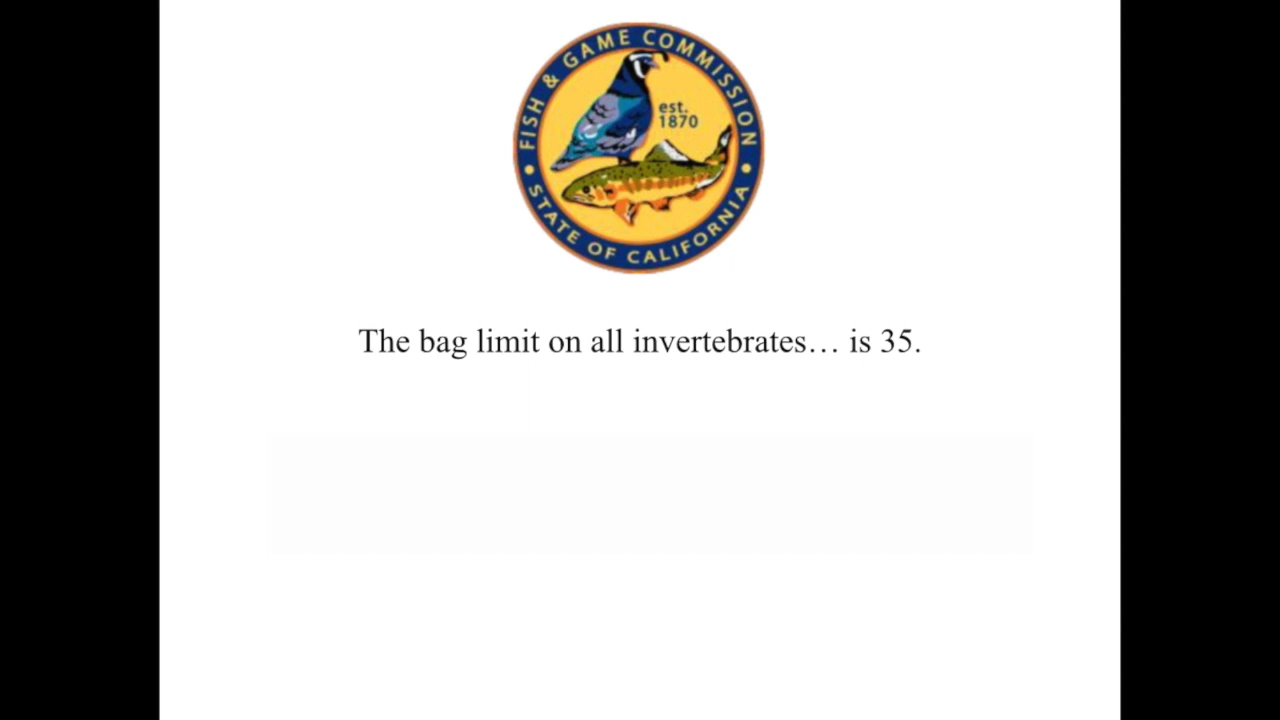 FISH & GAME COMMISSION
est.
1870
STATE OF CALIFORNIA
The bag limit on all invertebrates… is 35.